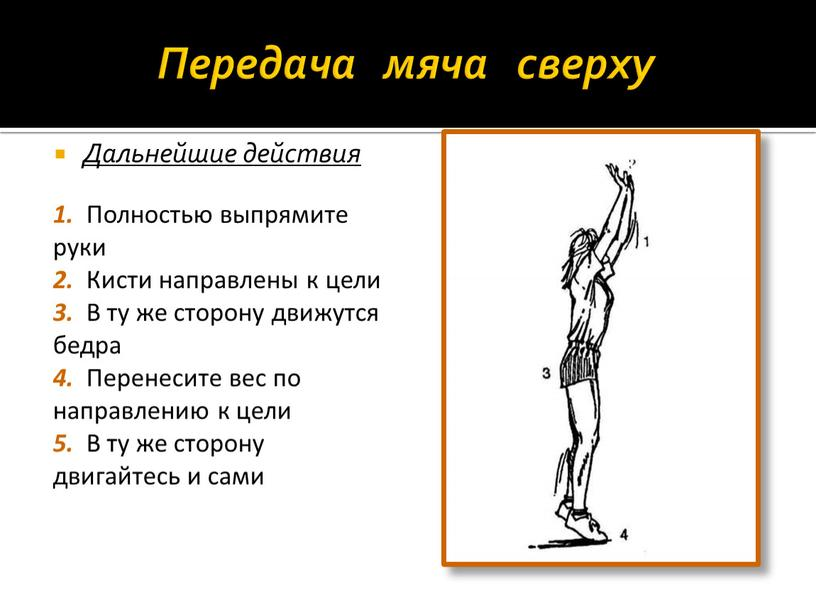 Передача мяча сверху
Дальнейшие действия
1. Полностью выпрямите
руки
2. Кисти направлены к цели
3. В ту же сторону движутся
бедра
4. Перенесите вес по
направлению к цели
5. В ту же сторону
двигайтесь и сами
1
3
4